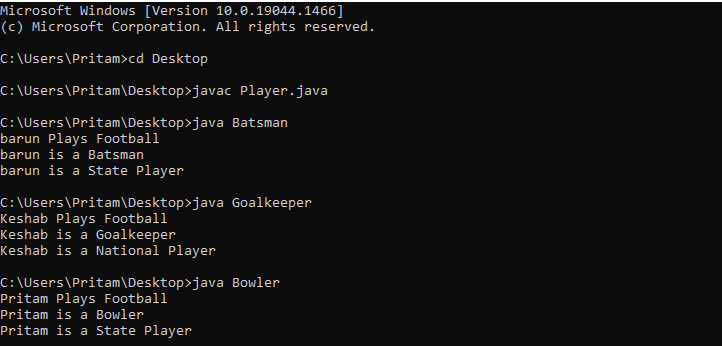 Microsoft Windows [Version 10.0.19044.1466]
(c) Microsoft Corporation. All rights reserved.
C:\Users\Pritam>cd Desktop
C:\Users\Pritam\Desktop>javac Player.java
C:\Users\Pritam\Desktop>java Batsman
barun Plays Football
barun is a Batsman
barun is a State Player
C:\Users\Pritam\Desktop>java Goalkeeper
Keshab Plays Football
Keshab is a Goalkeeper
Keshab is a National Player
C:\Users\Pritam\Desktop>java Bowler
Pritam Plays Football
Pritam is a Bowler
Pritam is a State Player